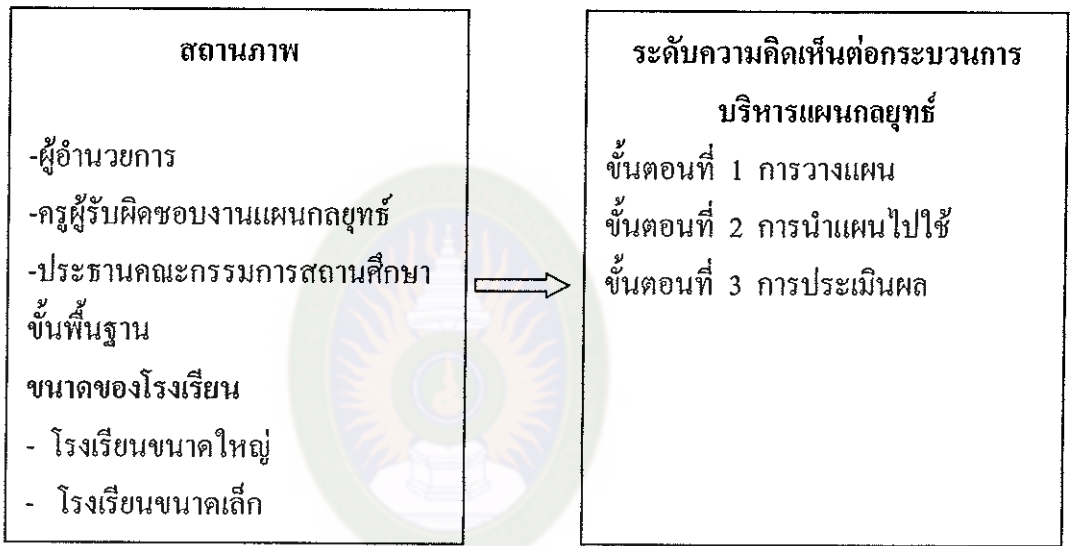 สถานภาพ
-ผู้อำนวยการ
-ครูผู้รับผิดชอบงานแผนกลยุทธ์
-ประธานคณะกรรมการสถานศึกษา
ขั้นพื้นฐาน
ขนาดของโรงเรียน
- โรงเรียนขนาดใหญ่
- โรงเรียนขนาดเล็ก
ระดับความคิดเห็นต่อกระบวนการ
บริหารแผนกลยุทธ์
ขั้นตอนที่ 1 การวางแผน
ขั้นตอนที่ 2 การนำแผนไปใช้
ขั้นตอนที่ 3 การประเมินผล